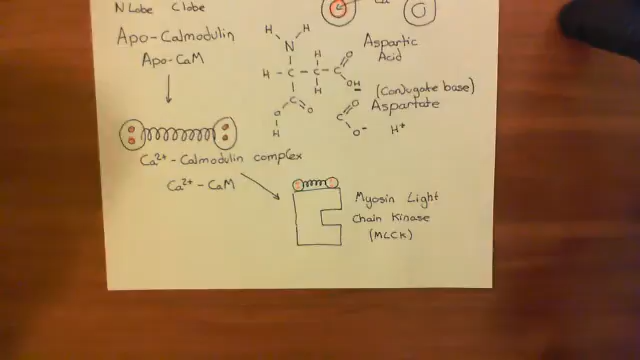 N Lobe C Lobe
Apo-Calmodulin
Apo-CaM
Ca²⁺-Calmodulin complex
Ca²⁺-CaM
H H
N
H
H - C - C - C
O
OH
H
C
O
O
H
Aspartic
Acid
(Conjugate base)
Aspartate
C
O
O⁻
H⁺
Myosin Light
Chain Kinase
(MLCK)